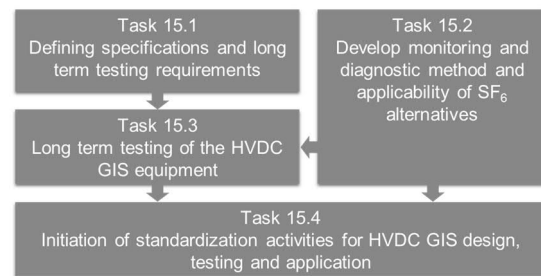 Task 15.1
Defining specifications and long
term testing requirements
Task 15.2
Develop monitoring and
diagnostic method and
applicability of SF₆
alternatives
Task 15.3
Long term testing of the HVDC
GIS equipment
Task 15.4
Initiation of standardization activities for HVDC GIS design,
testing and application